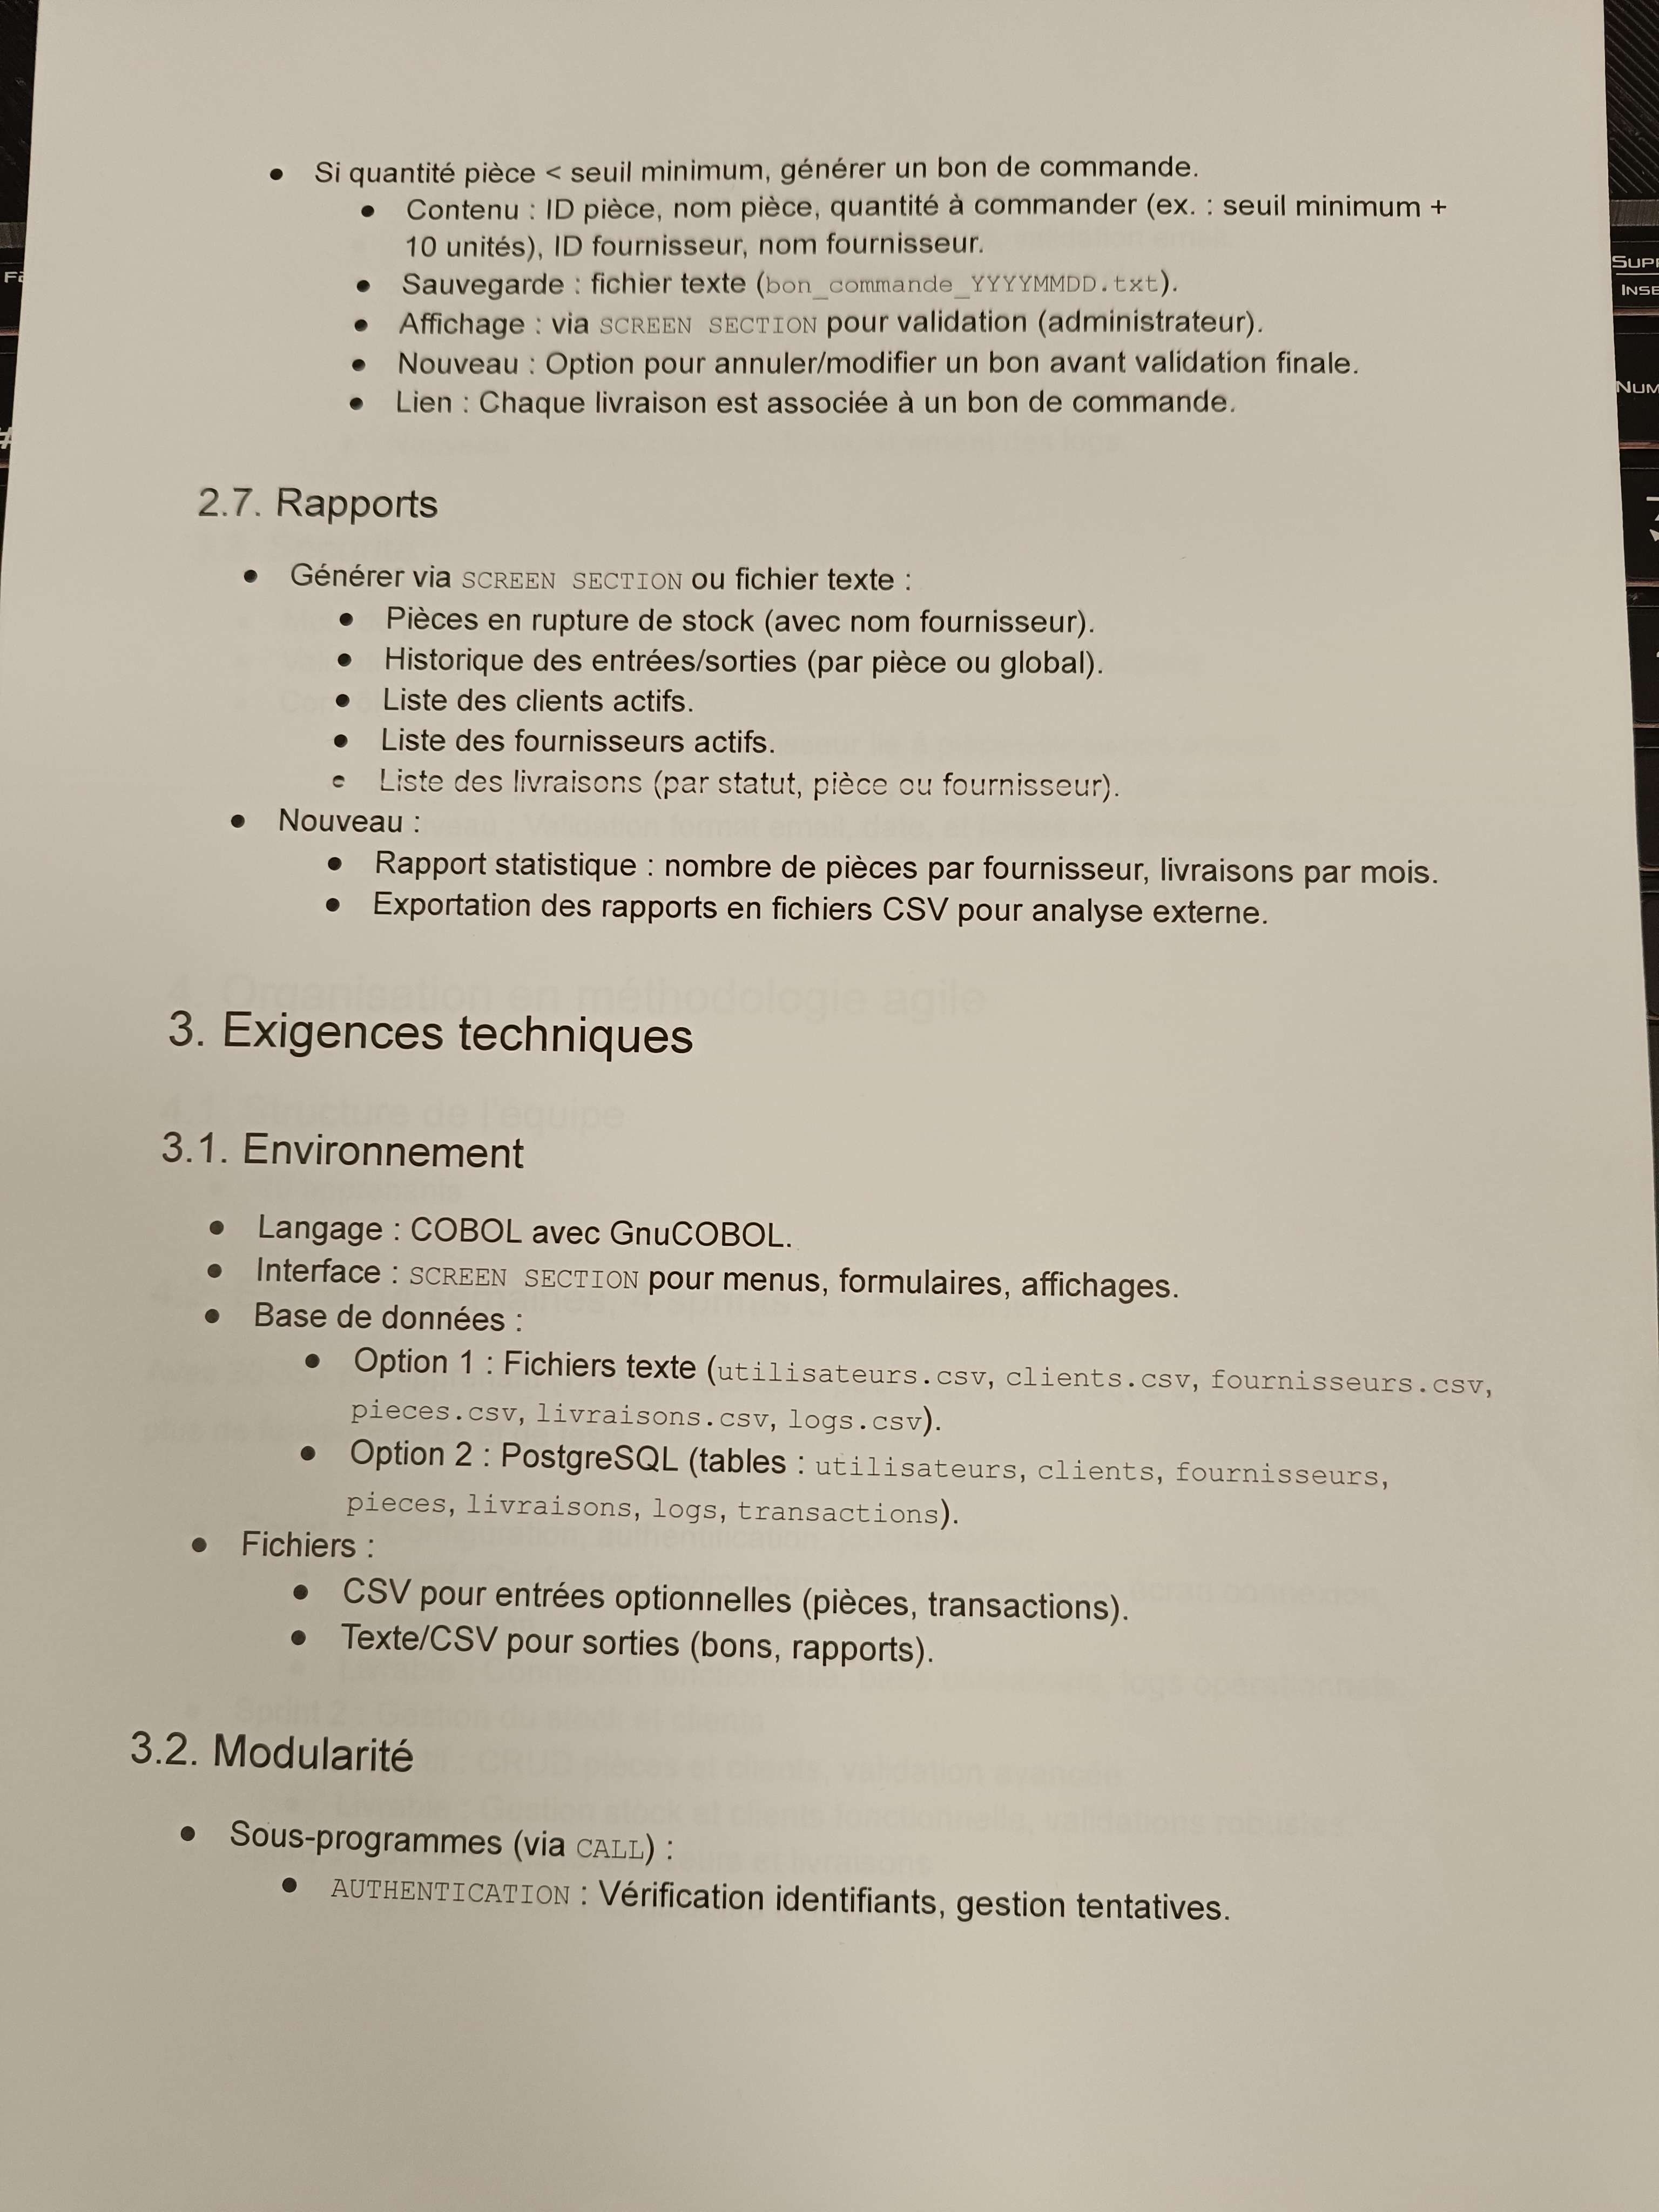 • Si quantité pièce < seuil minimum, générer un bon de commande.
• Contenu : ID pièce, nom pièce, quantité à commander (ex. : seuil minimum +
10 unités), ID fournisseur, nom fournisseur.
• Sauvegarde : fichier texte (bon_commande_YYYYMMDD.txt).
• Affichage : via SCREEN SECTION pour validation (administrateur).
• Nouveau : Option pour annuler/modifier un bon avant validation finale.
• Lien : Chaque livraison est associée à un bon de commande.
2.7. Rapports
• Générer via SCREEN SECTION ou fichier texte :
• Pièces en rupture de stock (avec nom fournisseur).
• Historique des entrées/sorties (par pièce ou global).
• Liste des clients actifs.
• Liste des fournisseurs actifs.
• Liste des livraisons (par statut, pièce ou fournisseur).
• Nouveau :
• Rapport statistique : nombre de pièces par fournisseur, livraisons par mois.
• Exportation des rapports en fichiers CSV pour analyse externe.
3. Exigences techniques
3.1. Environnement
• Langage : COBOL avec GnuCOBOL.
• Interface : SCREEN SECTION pour menus, formulaires, affichages.
• Base de données :
• Option 1 : Fichiers texte (utilisateurs.csv, clients.csv, fournisseurs.csv,
pieces.csv, livraisons.csv, logs.csv).
• Option 2 : PostgreSQL (tables : utilisateurs, clients, fournisseurs,
pieces, livraisons, logs, transactions).
• Fichiers :
• CSV pour entrées optionnelles (pièces, transactions).
• Texte/CSV pour sorties (bons, rapports).
3.2. Modularité
• Sous-programmes (via CALL) :
• AUTHENTICATION : Vérification identifiants, gestion tentatives.